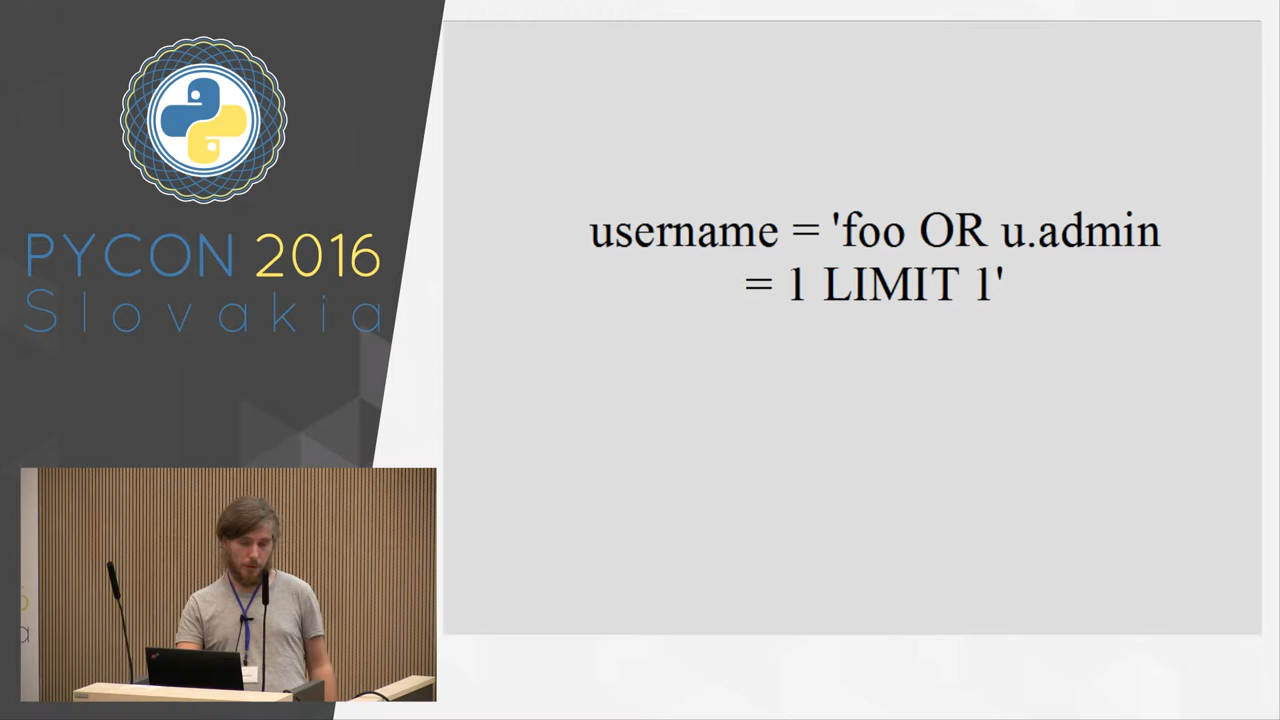 PYCON 2016
Slovakia
username = 'foo OR u.admin
= 1 LIMIT 1'